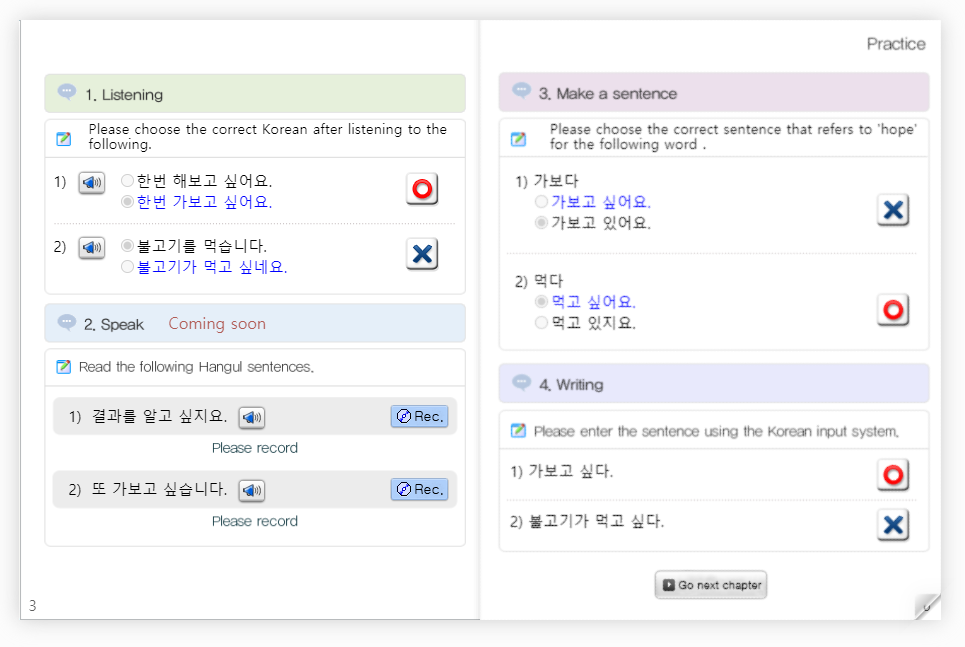 Practice
1. Listening
Please choose the correct Korean after listening to the
following.
1) 한번 해보고 싶어요.
한번 가보고 싶어요.
2) 불고기를 먹습니다.
불고기가 먹고 싶네요.
2. Speak Coming soon
Read the following Hangul sentences.
1) 결과를 알고 싶지요. Rec.
Please record
2) 또 가보고 싶습니다. Rec.
Please record
3
3. Make a sentence
Please choose the correct sentence that refers to 'hope'
for the following word .
1) 가보다
가보고 싶어요.
가보고 있어요.
2) 먹다
먹고 싶어요.
먹고 있지요.
4. Writing
Please enter the sentence using the Korean input system.
1) 가보고 싶다.
2) 불고기가 먹고 싶다.
Go next chapter